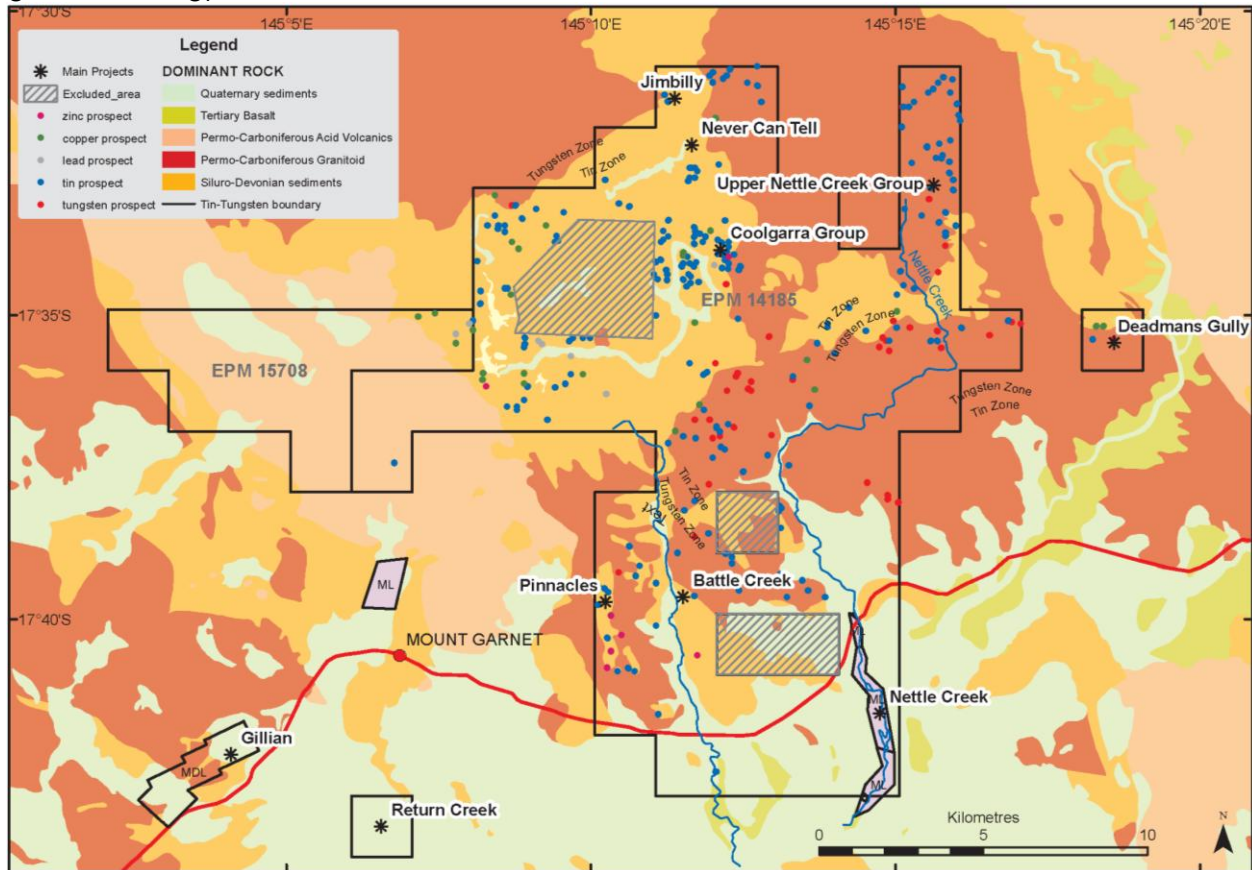 17°30'S
145°5'E
145°10'E
145°15'E
145°20'E
Legend
Main Projects
Excluded_area
zinc prospect
copper prospect
lead prospect
tin prospect
tungsten prospect
DOMINANT ROCK
Quaternary sediments
Tertiary Basalt
Permo-Carboniferous Acid Volcanics
Permo-Carboniferous Granitoid
Siluro-Devonian sediments
Tin-Tungsten boundary
Jimbilly
Never Can Tell
Tungsten Zone
Tin Zone
Upper Nettle Creek Group
Coolgarra Group
Nettle Creek
EPM 14185
17°35'S
Tin Zone
Tungsten Zone
Deadmans Gully
EPM 15708
Tungsten Zone
Tin Zone
Tin Zone
Tungsten Zone
Text
ML
Pinnacles
Battle Creek
17°40'S
MOUNT GARNET
ML
Nettle Creek
ML
Gillian
MDL
ML
Return Creek
Kilometres
0
5
10
N